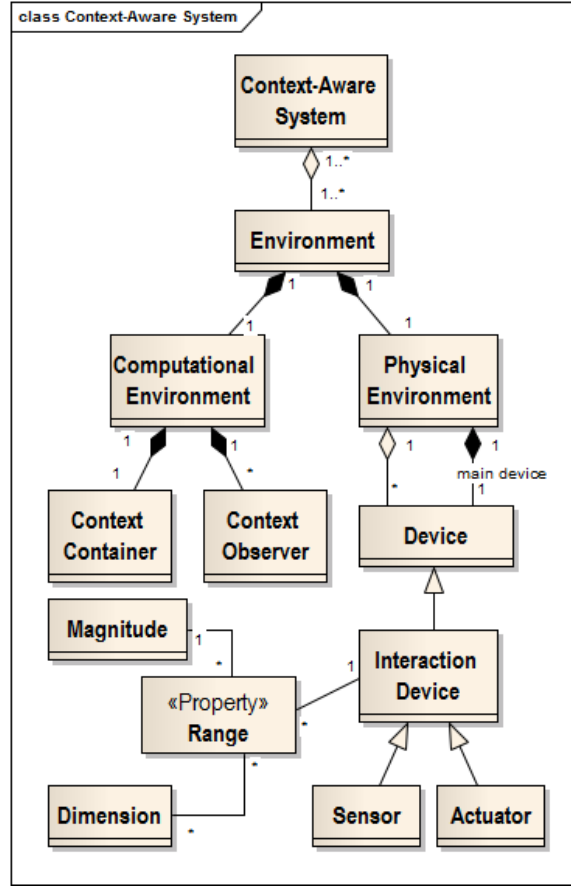 class Context-Aware System
Context-Aware
System
1..*
1..*
Environment
1
1
1
1
Computational
Environment
Physical
Environment
1
1
1
1
main device
1
*
*
1
Context
Container
Context
Observer
Device
Magnitude
1
*
1
Interaction
Device
«Property»
Range
*
*
Dimension
*
Sensor
Actuator